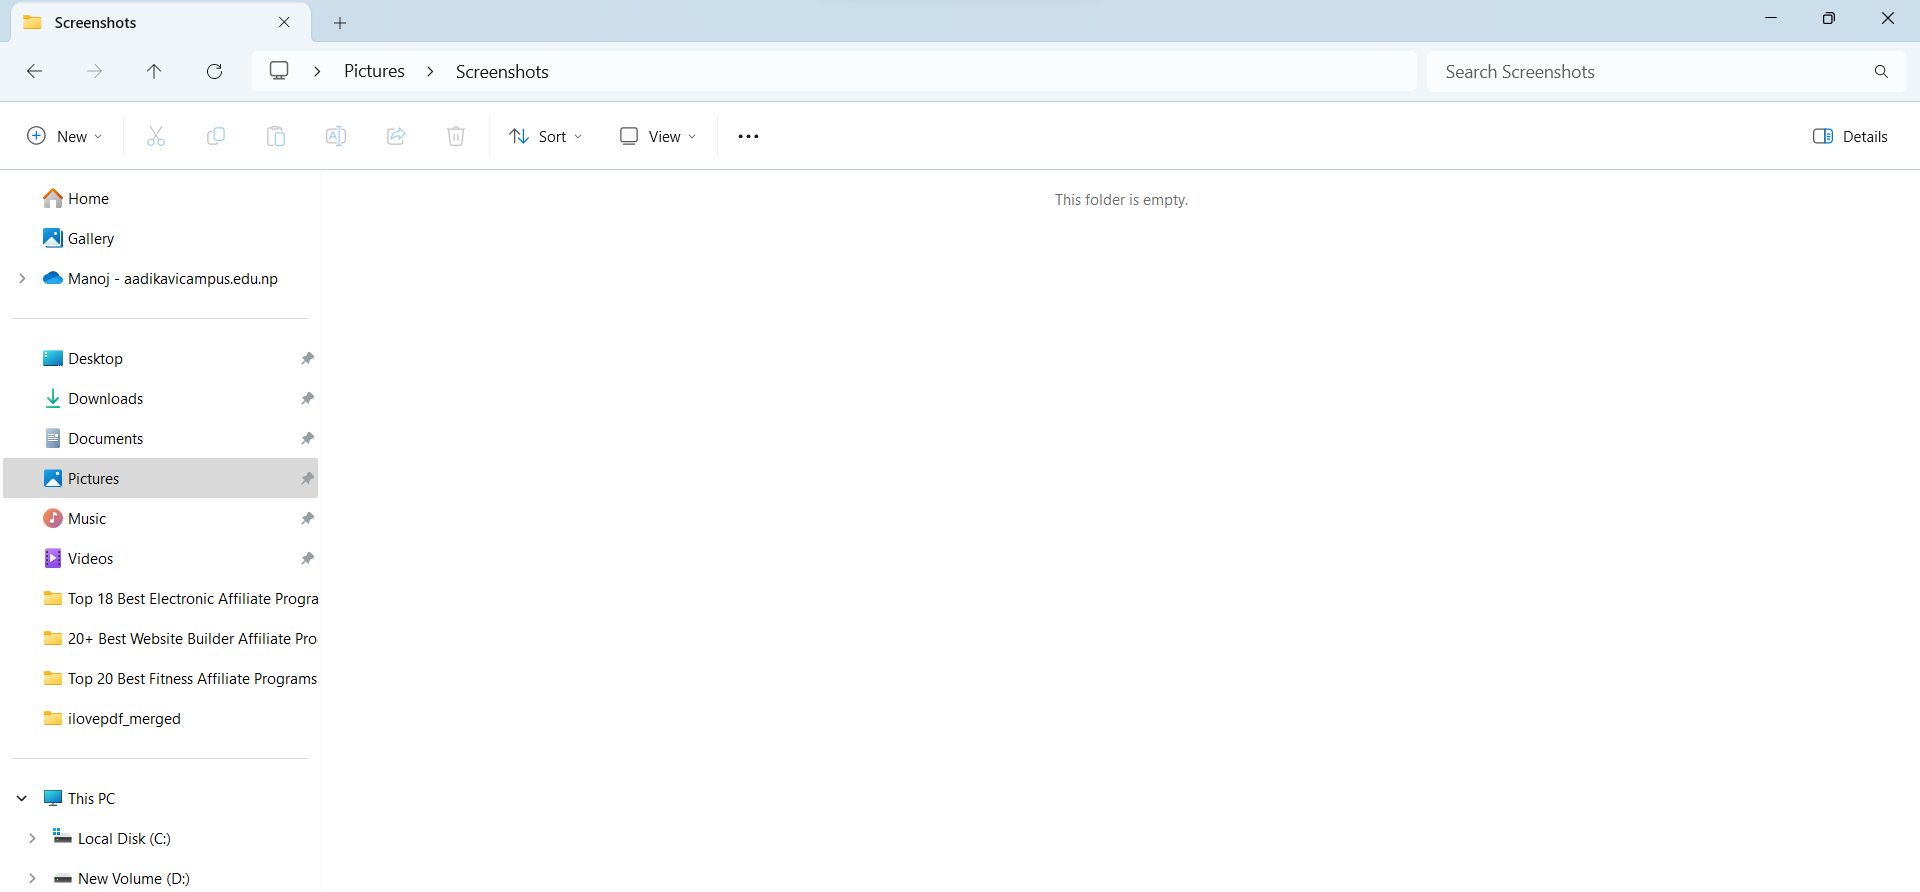 Screenshots
Pictures
Screenshots
Search Screenshots
New
Sort
View
Details
Home
Gallery
Manoj - aadikavicampus.edu.np
Desktop
Downloads
Documents
Pictures
Music
Videos
Top 18 Best Electronic Affiliate Progra
20+ Best Website Builder Affiliate Pro
Top 20 Best Fitness Affiliate Programs
ilovepdf_merged
This PC
Local Disk (C:)
New Volume (D:)
This folder is empty.